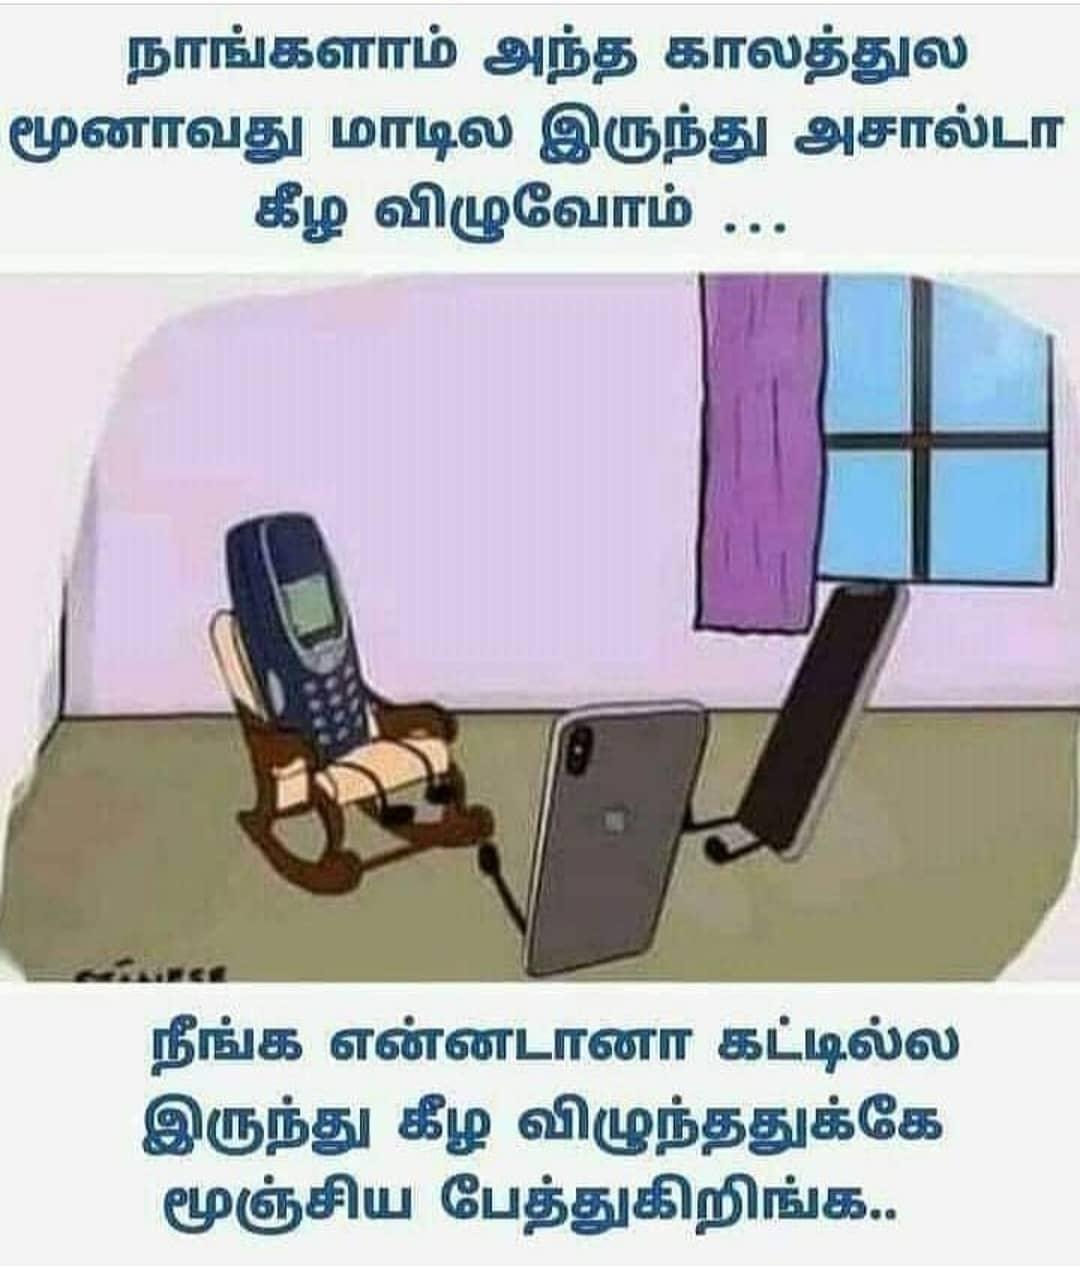 நாங்களாம் அந்த காலத்துல
மூனாவது மாடில இருந்து அசால்டா
கீழ விழுவோம் ...
நீங்க என்னடானா கட்டில்ல
இருந்து கீழ விழுந்ததுக்கே
மூஞ்சிய பேத்துகிறிங்க..